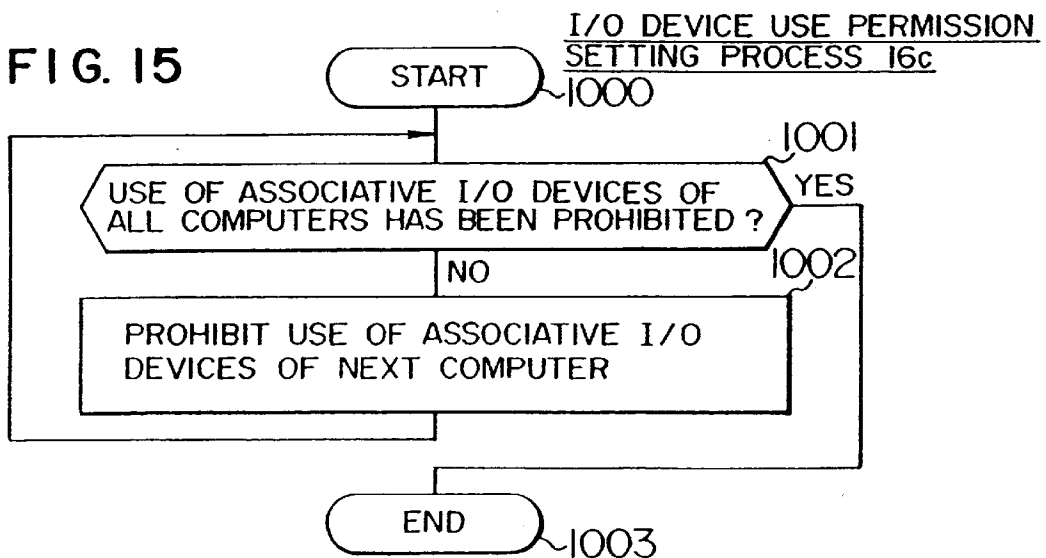 FIG. 15
I/O DEVICE USE PERMISSION
SETTING PROCESS 16c
START
1000
1001
USE OF ASSOCIATIVE I/O DEVICES OF
ALL COMPUTERS HAS BEEN PROHIBITED ?
YES
NO
1002
PROHIBIT USE OF ASSOCIATIVE I/O
DEVICES OF NEXT COMPUTER
END
1003